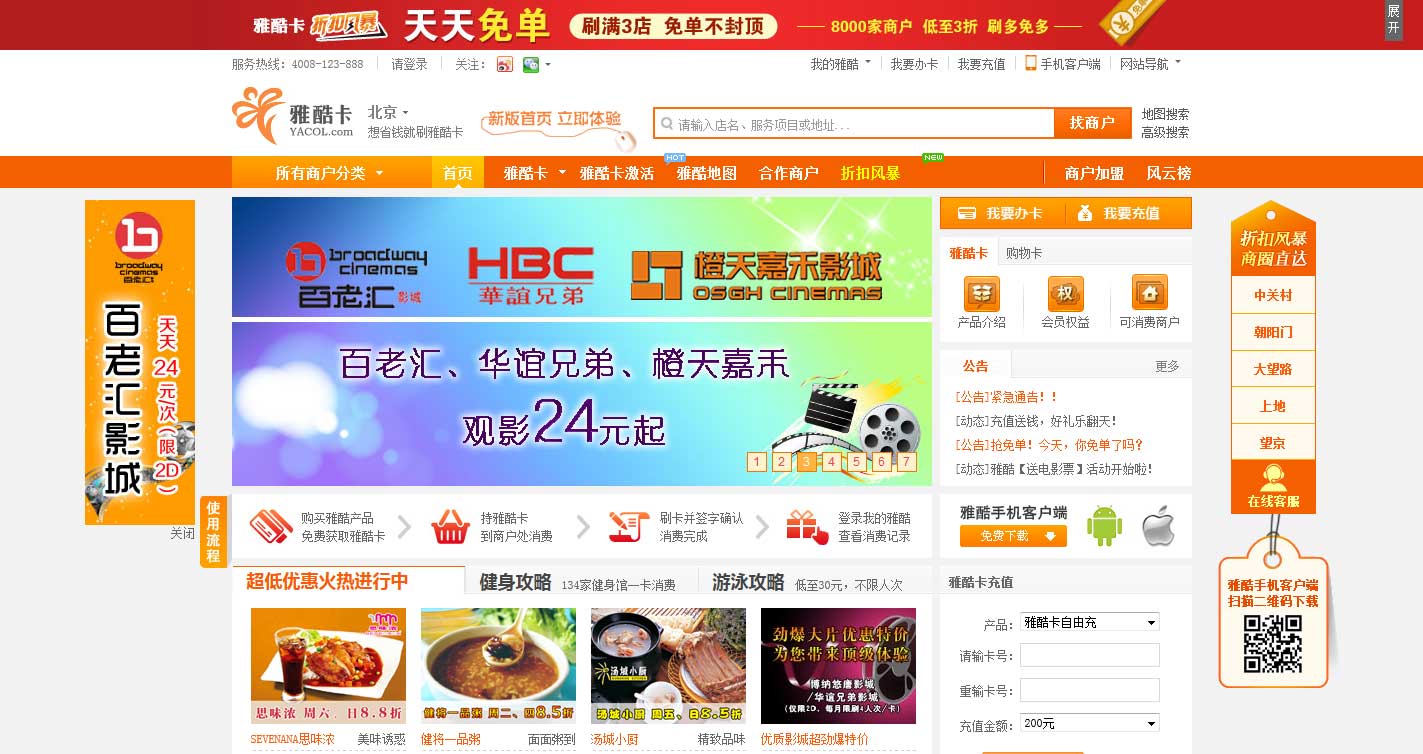 雅酷卡 折扣风暴 天天免单 刷满3店 免单不封顶 8000家商户 低至3折 刷多免多
展开
服务热线：4008-123-888 请登录 关注：
我的雅酷 我要办卡 我要充值 手机客户端 网站导航
雅酷卡
YACOL.com
北京
想省钱就刷雅酷卡
新版首页 立即体验
请输入店名、服务项目或地址...
找商户
地图搜索
高级搜索
HOT
NEW
所有商户分类 首页 雅酷卡 雅酷卡激活 雅酷地图 合作商户 折扣风暴 商户加盟 风云榜
broadway
cinemas
百老汇影城
天天24元/次(限2D)
关闭
broadway
cinemas
百老汇影城
HBC
華誼兄弟
橙天嘉禾影城
OSGH CINEMAS
百老汇、华谊兄弟、橙天嘉禾
观影24元起
1 2 3 4 5 6 7
我要办卡 我要充值
雅酷卡 购物卡
权
产品介绍 会员权益 可消费商户
公告 更多
[公告]紧急通告！！
[动态]充值送钱，好礼乐翻天！
[公告]抢免单！今天，你免单了吗？
[动态]雅酷【送电影票】活动开始啦！
折扣风暴
商圈直达
中关村
朝阳门
大望路
上地
望京
在线客服
使用流程
购买雅酷产品
免费获取雅酷卡
持雅酷卡
到商户处消费
刷卡并签字确认
消费完成
登录我的雅酷
查看消费记录
雅酷手机客户端
免费下载
雅酷手机客户端
扫描二维码下载
超低优惠火热进行中 健身攻略 134家健身馆一卡消费 游泳攻略 低至30元，不限人次
思味浓
思味浓 周六、日8.8折
健将一品粥 周二、四8.5折
汤城小厨
汤城小厨 周五、日8.5折
劲爆大片优惠特价
为您带来顶级体验
博纳悠唐影城
/华谊兄弟影城
(仅限2D、每月限刷4人次/卡)
SEVENANA思味浓 美味诱惑
健将一品粥 面面粥到
汤城小厨 精致品味
优质影城超劲爆特价
雅酷卡充值
产品： 雅酷卡自由充
请输卡号：
重输卡号：
充值金额： 200元